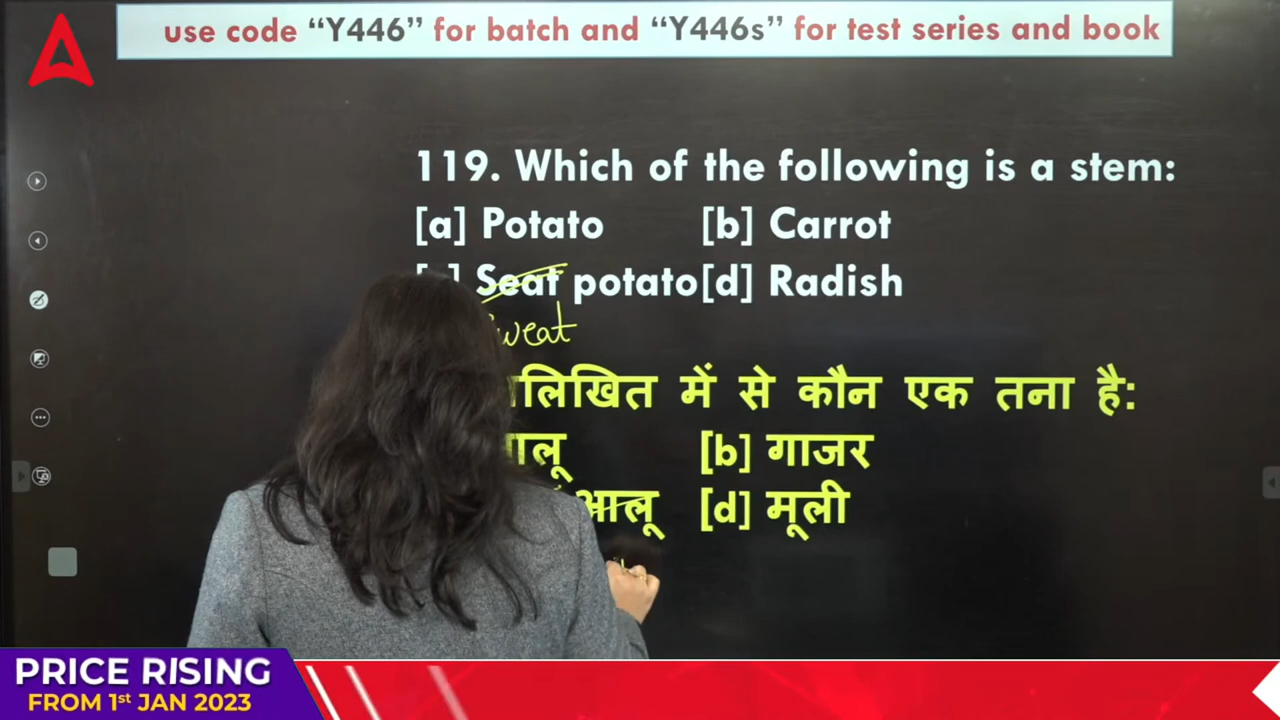 use code “Y446” for batch and “Y446s” for test series and book
119. Which of the following is a stem:
[a] Potato [b] Carrot
Seat potato [d] Radish
में से कौन एक तना है:
[b] गाजर
[d] मूली
PRICE RISING
FROM 1st JAN 2023